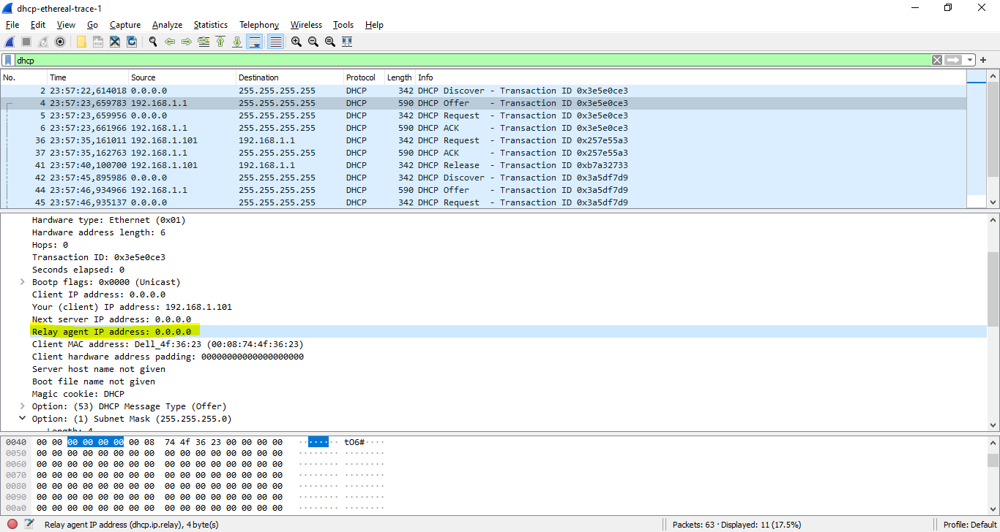 dhcp-ethereal-trace-1
File Edit View Go Capture Analyze Statistics Telephony Wireless Tools Help
dhcp
No. Time Source Destination Protocol Length Info
2 23:57:22,614018 0.0.0.0 255.255.255.255 DHCP 342 DHCP Discover - Transaction ID 0x3e5e0ce3
4 23:57:23,659783 192.168.1.1 255.255.255.255 DHCP 590 DHCP Offer - Transaction ID 0x3e5e0ce3
5 23:57:23,659956 0.0.0.0 255.255.255.255 DHCP 342 DHCP Request - Transaction ID 0x3e5e0ce3
6 23:57:23,661966 192.168.1.1 255.255.255.255 DHCP 590 DHCP ACK - Transaction ID 0x3e5e0ce3
36 23:57:35,161011 192.168.1.101 192.168.1.1 DHCP 342 DHCP Request - Transaction ID 0x257e55a3
37 23:57:35,162763 192.168.1.1 255.255.255.255 DHCP 590 DHCP ACK - Transaction ID 0x257e55a3
41 23:57:40,100700 192.168.1.101 192.168.1.1 DHCP 342 DHCP Release - Transaction ID 0xb7a32733
42 23:57:45,895986 0.0.0.0 255.255.255.255 DHCP 342 DHCP Discover - Transaction ID 0x3a5df7d9
44 23:57:46,934966 192.168.1.1 255.255.255.255 DHCP 590 DHCP Offer - Transaction ID 0x3a5df7d9
45 23:57:46,935137 0.0.0.0 255.255.255.255 DHCP 342 DHCP Request - Transaction ID 0x3a5df7d9
Hardware type: Ethernet (0x01)
Hardware address length: 6
Hops: 0
Transaction ID: 0x3e5e0ce3
Seconds elapsed: 0
Bootp flags: 0x0000 (Unicast)
Client IP address: 0.0.0.0
Your (client) IP address: 192.168.1.101
Next server IP address: 0.0.0.0
Relay agent IP address: 0.0.0.0
Client MAC address: Dell_4f:36:23 (00:08:74:4f:36:23)
Client hardware address padding: 00000000000000000000
Server host name not given
Boot file name not given
Magic cookie: DHCP
Option: (53) DHCP Message Type (Offer)
Option: (1) Subnet Mask (255.255.255.0)
Length: 4
0040 00 00 00 00 00 00 00 08 74 4f 36 23 00 00 00 00 ········ tO6#····
0050 00 00 00 00 00 00 00 00 00 00 00 00 00 00 00 00 ········ ········
0060 00 00 00 00 00 00 00 00 00 00 00 00 00 00 00 00 ········ ········
0070 00 00 00 00 00 00 00 00 00 00 00 00 00 00 00 00 ········ ········
0080 00 00 00 00 00 00 00 00 00 00 00 00 00 00 00 00 ········ ········
0090 00 00 00 00 00 00 00 00 00 00 00 00 00 00 00 00 ········ ········
00a0 00 00 00 00 00 00 00 00 00 00 00 00 00 00 00 00 ········ ········
Relay agent IP address (dhcp.ip.relay), 4 byte(s) Packets: 63 · Displayed: 11 (17.5%) Profile: Default